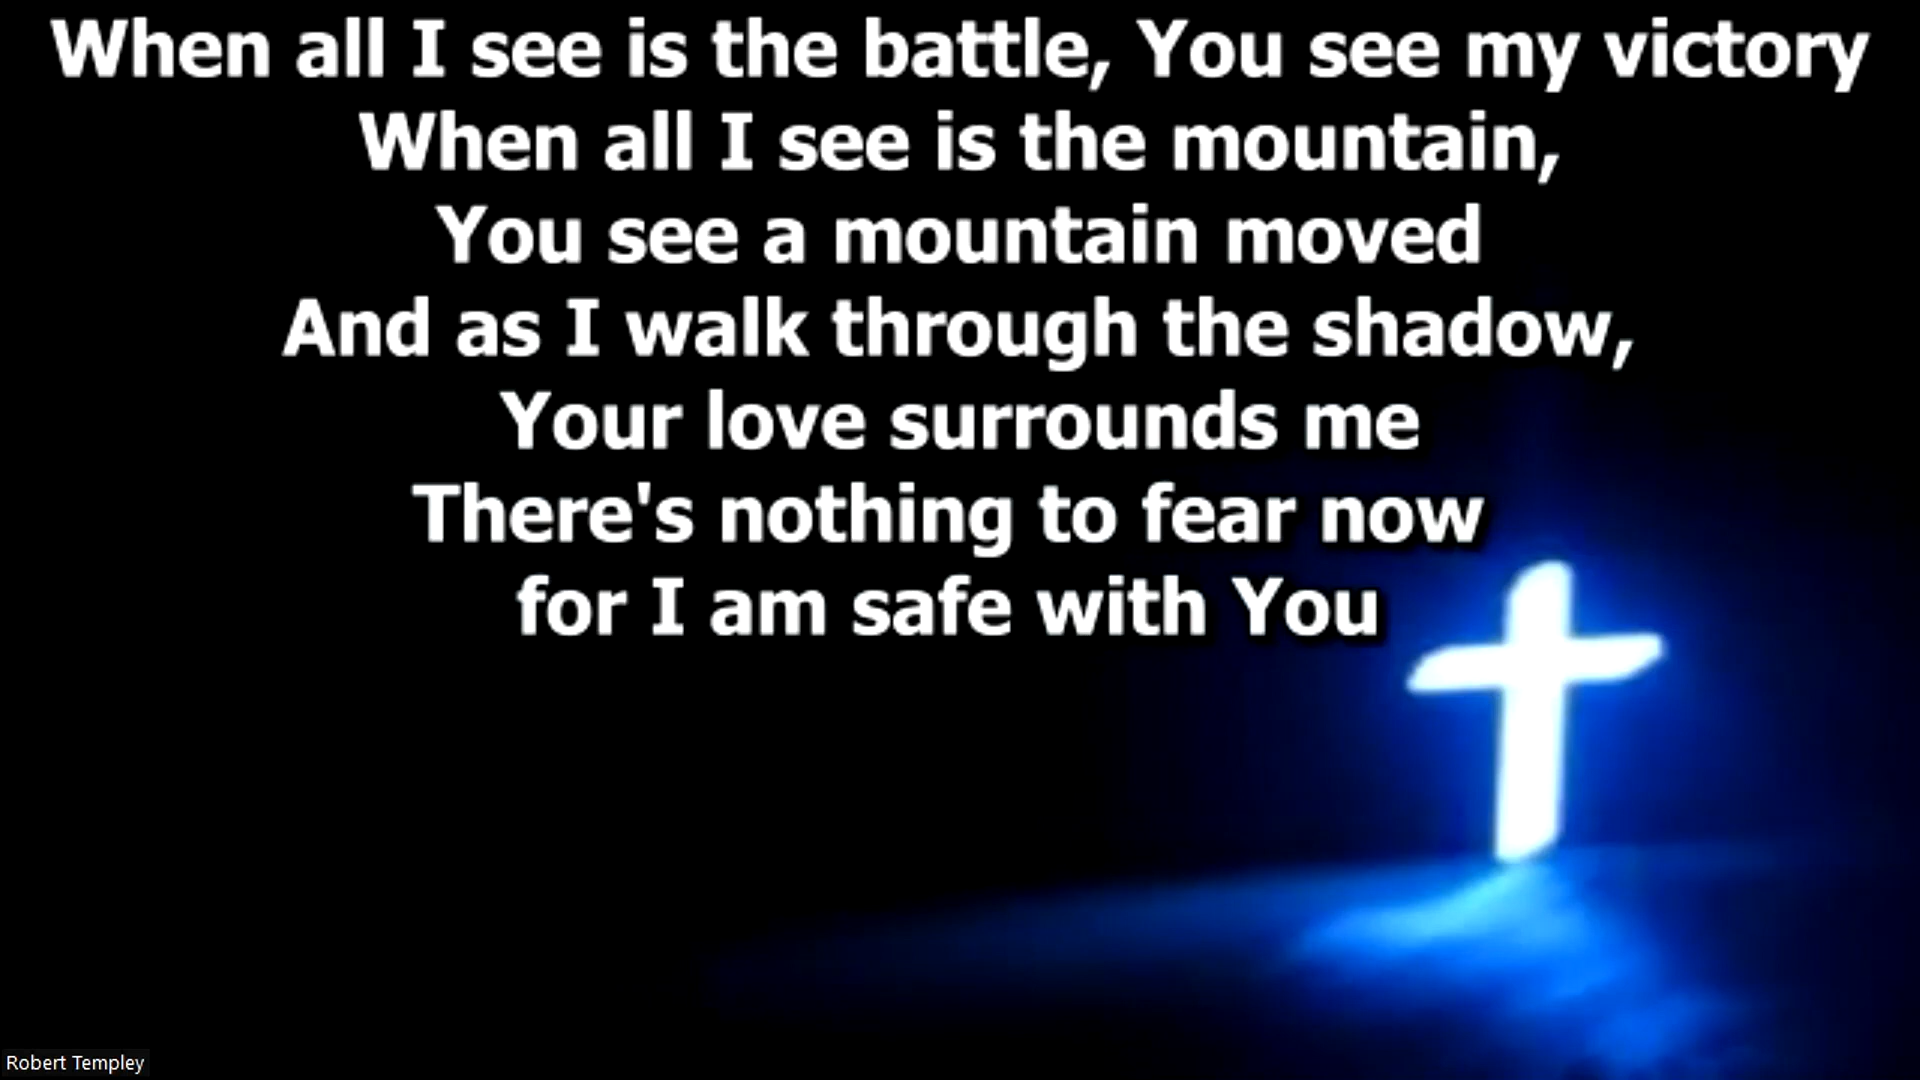 When all I see is the battle, You see my victory
When all I see is the mountain,
You see a mountain moved
And as I walk through the shadow,
Your love surrounds me
There's nothing to fear now
for I am safe with You
Robert Templey